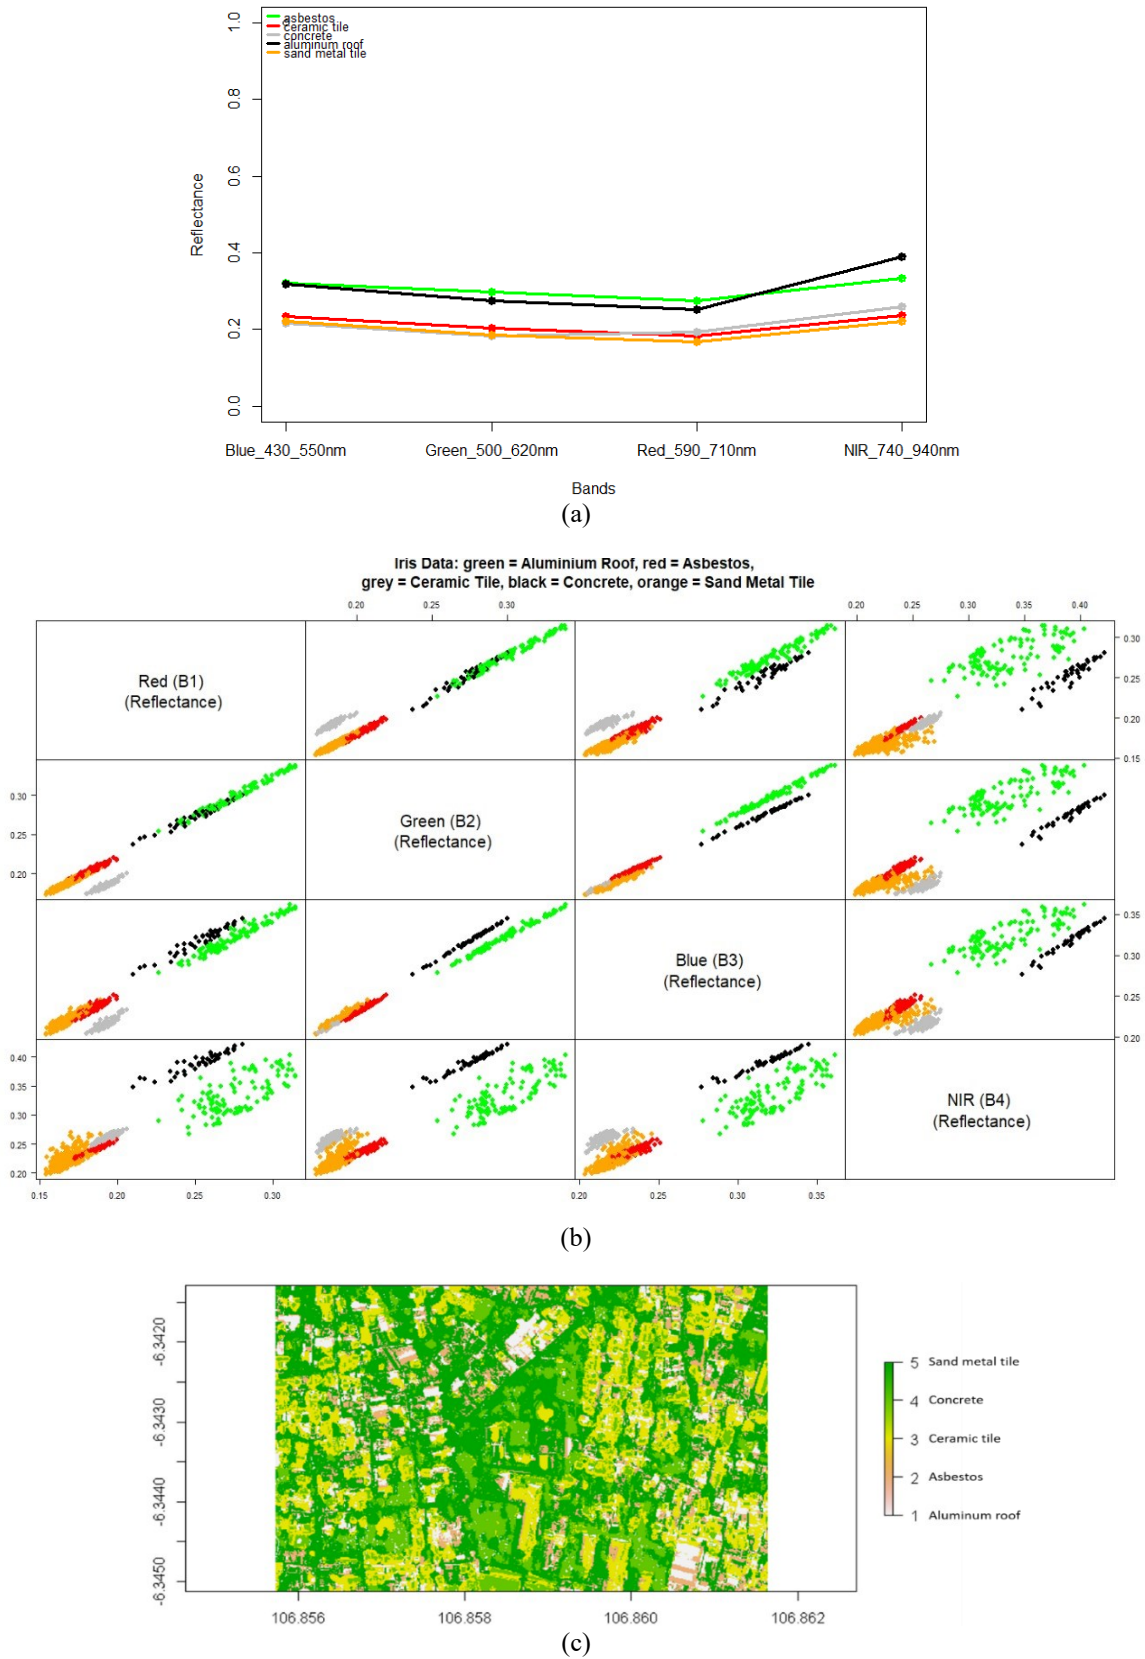 1.0
0.8
0.6
0.4
0.2
0.0
Reflectance
asbestos
ceramic tile
concrete
aluminum roof
sand metal tile
Blue_430_550nm Green_500_620nm Red_590_710nm NIR_740_940nm
Bands
(a)
Iris Data: green = Aluminium Roof, red = Asbestos,
grey = Ceramic Tile, black = Concrete, orange = Sand Metal Tile
0.20 0.25 0.30 0.20 0.25 0.30 0.35 0.40
Red (B1)
(Reflectance)
0.30
0.25
0.20
0.15
Green (B2)
(Reflectance)
0.30
0.25
0.20
Blue (B3)
(Reflectance)
0.35
0.30
0.25
0.20
NIR (B4)
(Reflectance)
0.40
0.35
0.30
0.25
0.20
0.15 0.20 0.30 0.20 0.25 0.30 0.35
(b)
-6.3420
-6.3430
-6.3440
-6.3450
5 Sand metal tile
4 Concrete
3 Ceramic tile
2 Asbestos
1 Aluminum roof
106.856 106.858 106.860 106.862
(c)